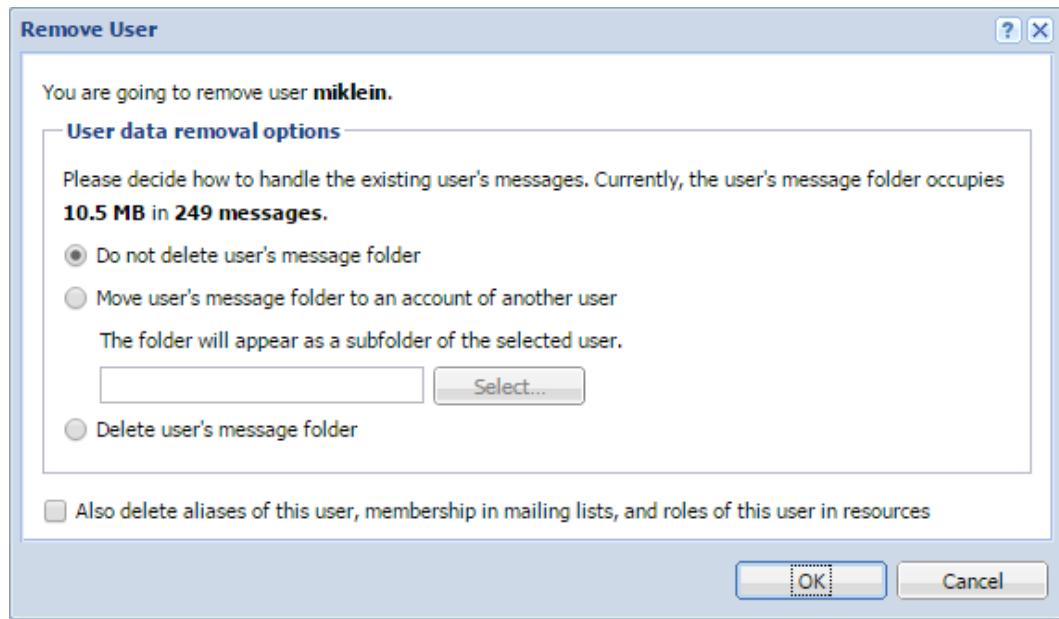 Remove User
?
You are going to remove user miklein.
User data removal options
Please decide how to handle the existing user's messages. Currently, the user's message folder occupies
10.5 MB in 249 messages.
Do not delete user's message folder
Move user's message folder to an account of another user
The folder will appear as a subfolder of the selected user.
Select...
Delete user's message folder
Also delete aliases of this user, membership in mailing lists, and roles of this user in resources
OK Cancel